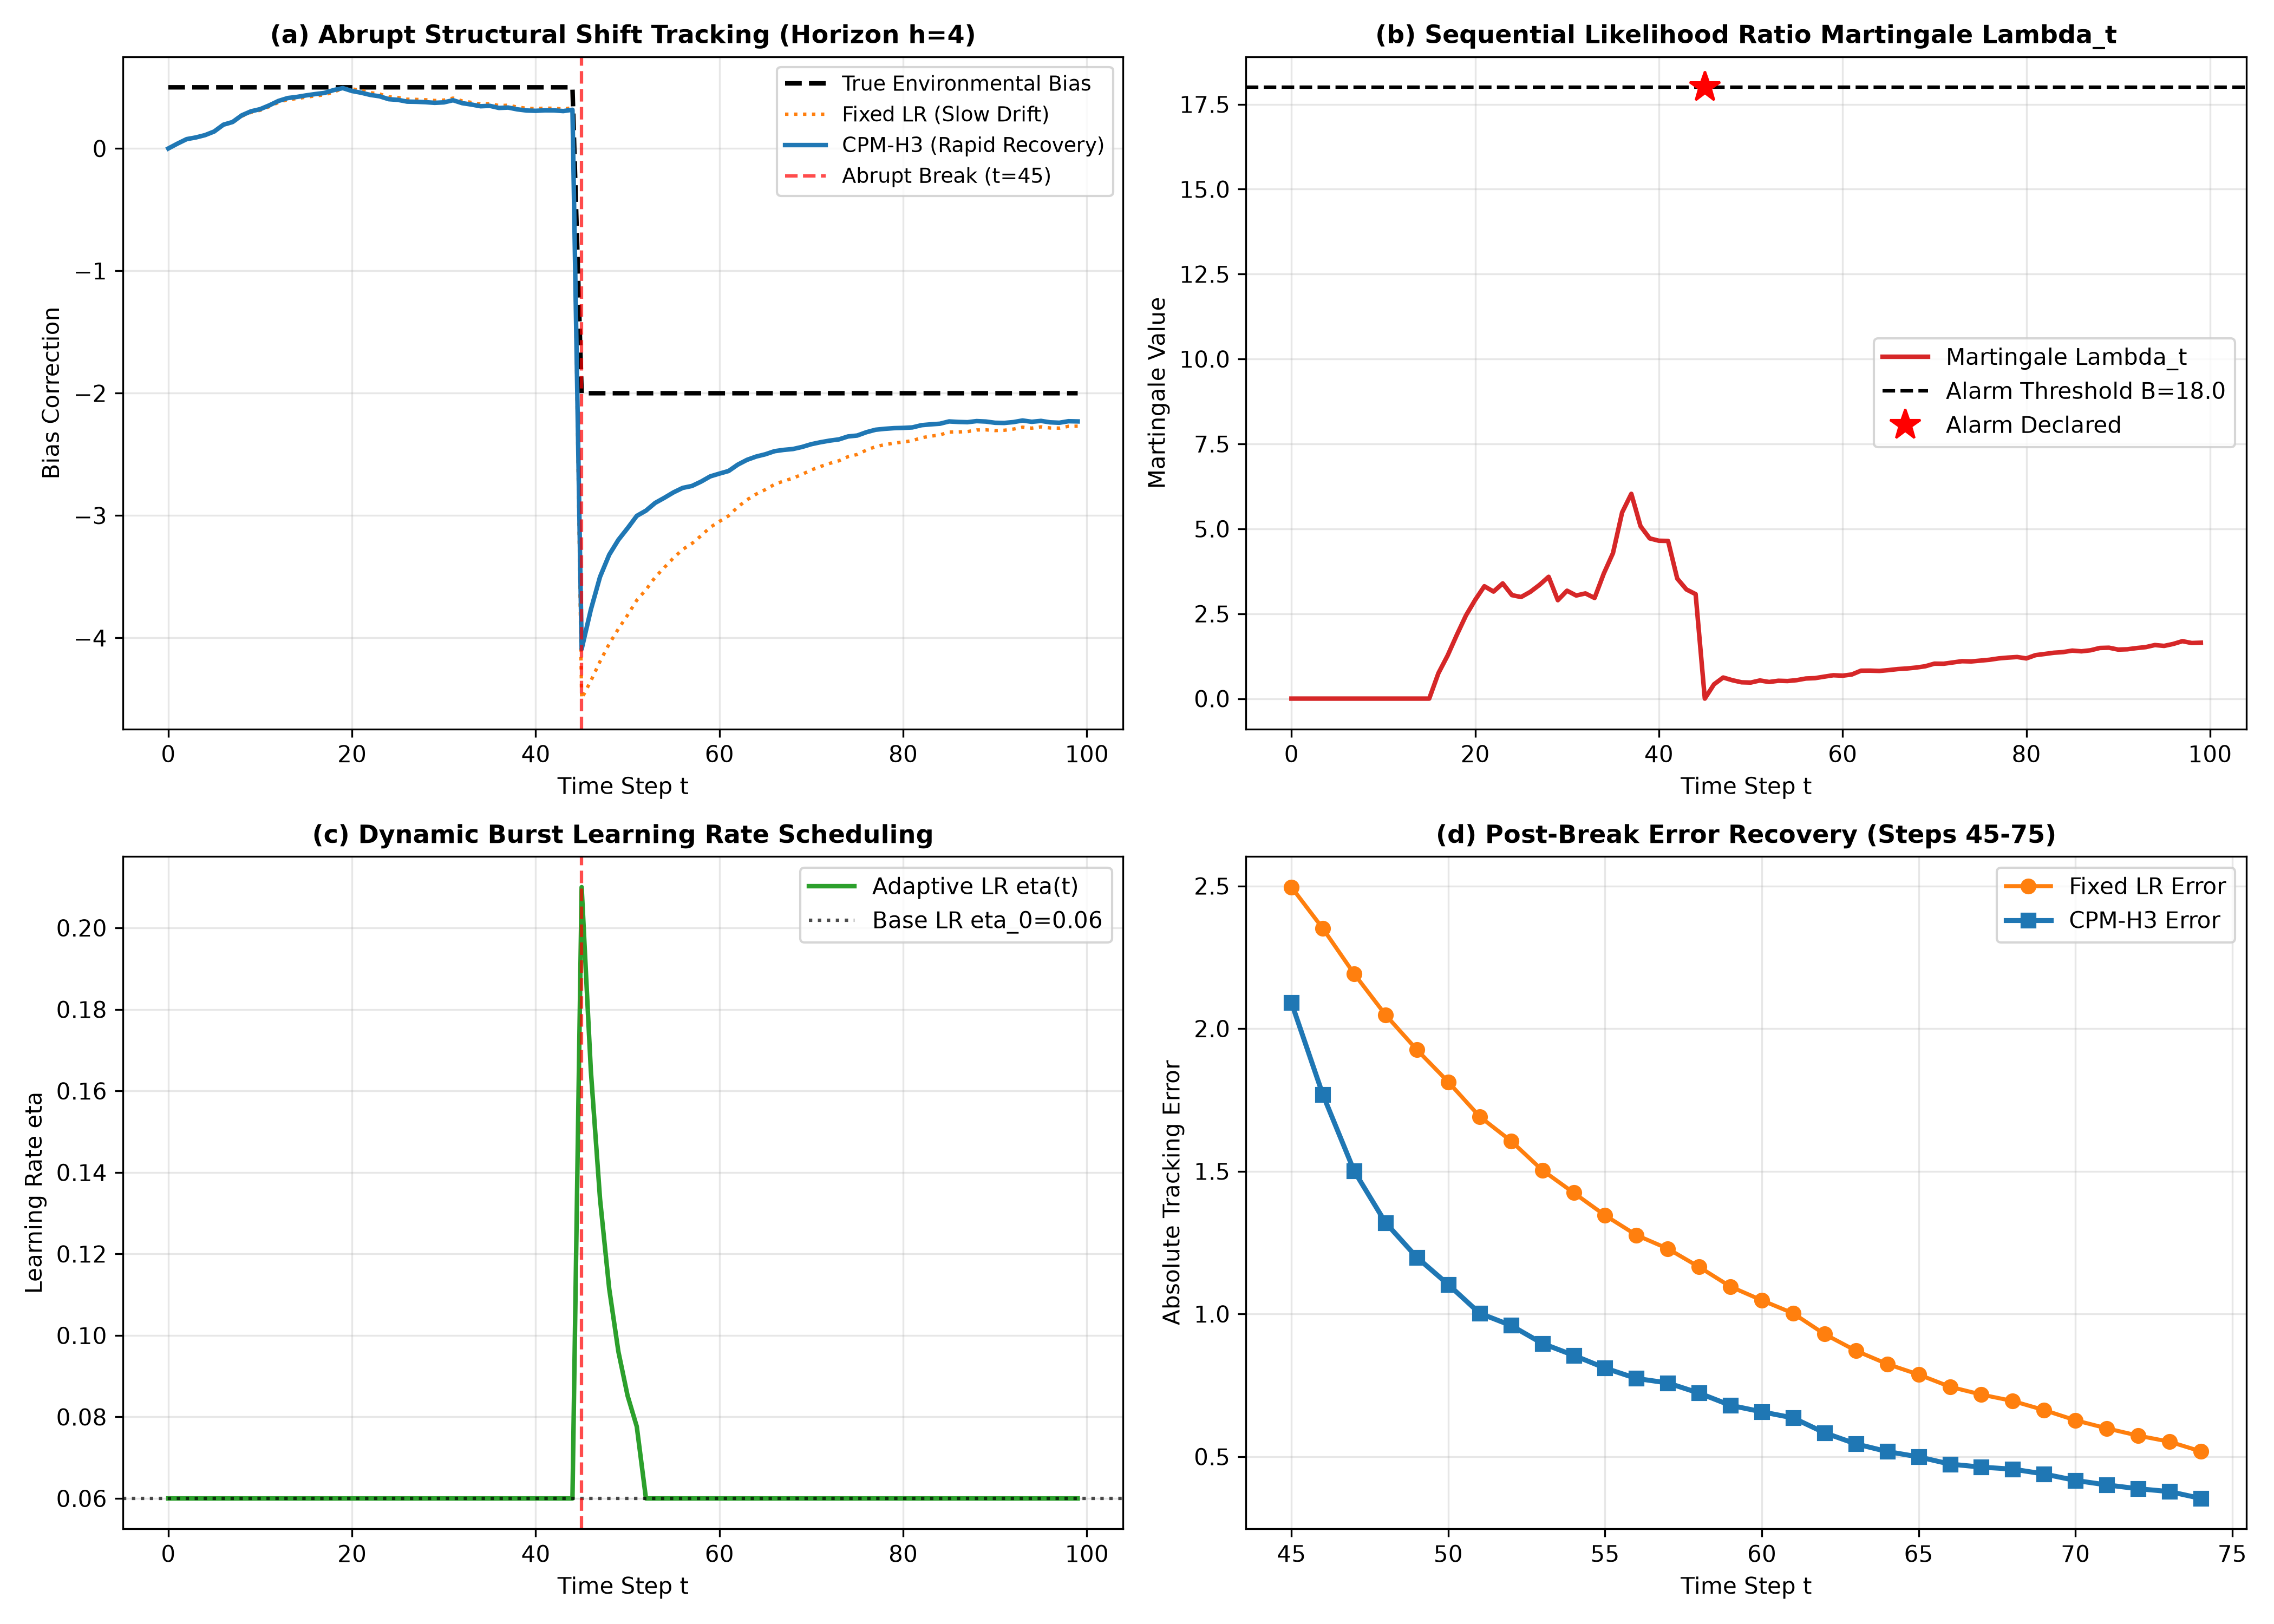 (a) Abrupt Structural Shift Tracking (Horizon h=4)
True Environmental Bias
Fixed LR (Slow Drift)
CPM-H3 (Rapid Recovery)
Abrupt Break (t=45)
Bias Correction
0
−1
−2
−3
−4
0 20 40 60 80 100
Time Step t
(b) Sequential Likelihood Ratio Martingale Lambda_t
Martingale Value
17.5
15.0
12.5
10.0
7.5
5.0
2.5
0.0
Martingale Lambda_t
Alarm Threshold B=18.0
Alarm Declared
0 20 40 60 80 100
Time Step t
(c) Dynamic Burst Learning Rate Scheduling
Adaptive LR eta(t)
Base LR eta_0=0.06
Learning Rate eta
0.20
0.18
0.16
0.14
0.12
0.10
0.08
0.06
0 20 40 60 80 100
Time Step t
(d) Post-Break Error Recovery (Steps 45-75)
Fixed LR Error
CPM-H3 Error
Absolute Tracking Error
2.5
2.0
1.5
1.0
0.5
45 50 55 60 65 70 75
Time Step t